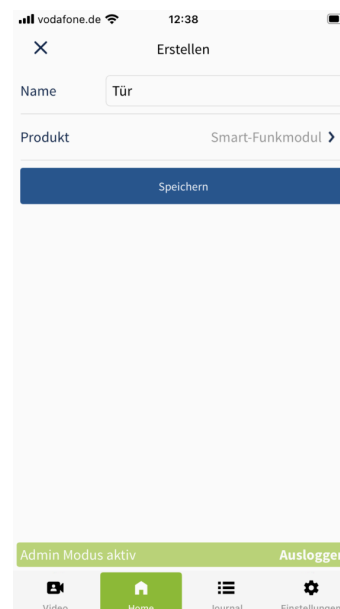 vodafone.de 12:38
Erstellen
Name Tür
Produkt Smart-Funkmodul
Speichern
Admin Modus aktiv Ausloggen
Video Home Journal Einstellungen